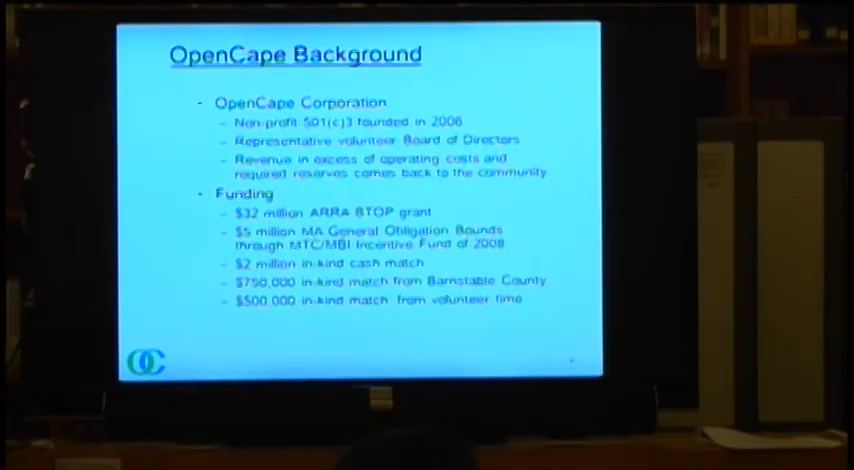 OpenCape Background
- OpenCape Corporation
– Non-profit 501(c)3 founded in 2006
– Representative volunteer Board of Directors
– Revenue in excess of operating costs and
required reserves comes back to the community
- Funding
– $32 million ARRA BTOP grant
– $5 million MA General Obligation Bounds
through MTC/MBI Incentive Fund of 2008
– $2 million in-kind cash match
– $750,000 in-kind match from Barnstable County
– $500,000 in-kind match from volunteer time
OC